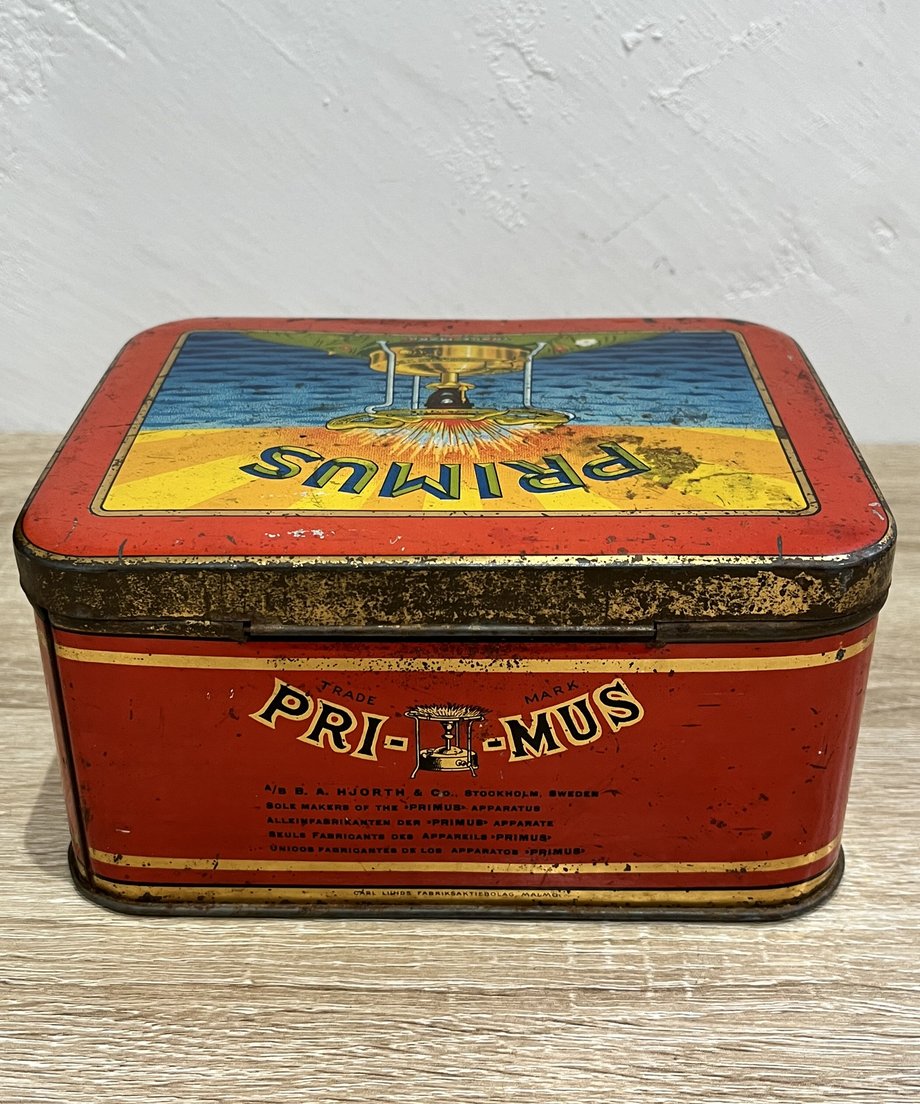 PRIMUS
TRADE MARK
PRI- -MUS
A/B B. A. HJORTH & Co., STOCKHOLM, SWEDEN
SOLE MAKERS OF THE »PRIMUS» APPARATUS
ALLEINFABRIKANTEN DER »PRIMUS» APPARATE
SEULS FABRICANTS DES APPAREILS »PRIMUS»
ÚNIDOS FABRICANTES DE LOS APPARATOS »PRIMUS»
CARL LUNDS FABRIKSAKTIEBOLAG, MALMÖ